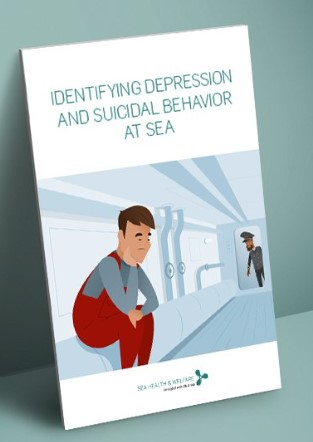 IDENTIFYING DEPRESSION
AND SUICIDAL BEHAVIOR
AT SEA
SEA HEALTH & WELFARE